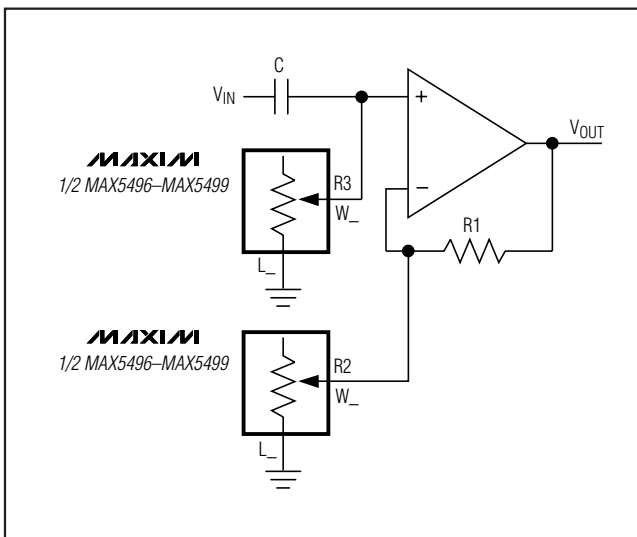 C
V_IN
+
V_OUT
MAXIM
1/2 MAX5496–MAX5499
R3
W_
L_
−
R1
MAXIM
1/2 MAX5496–MAX5499
R2
W_
L_